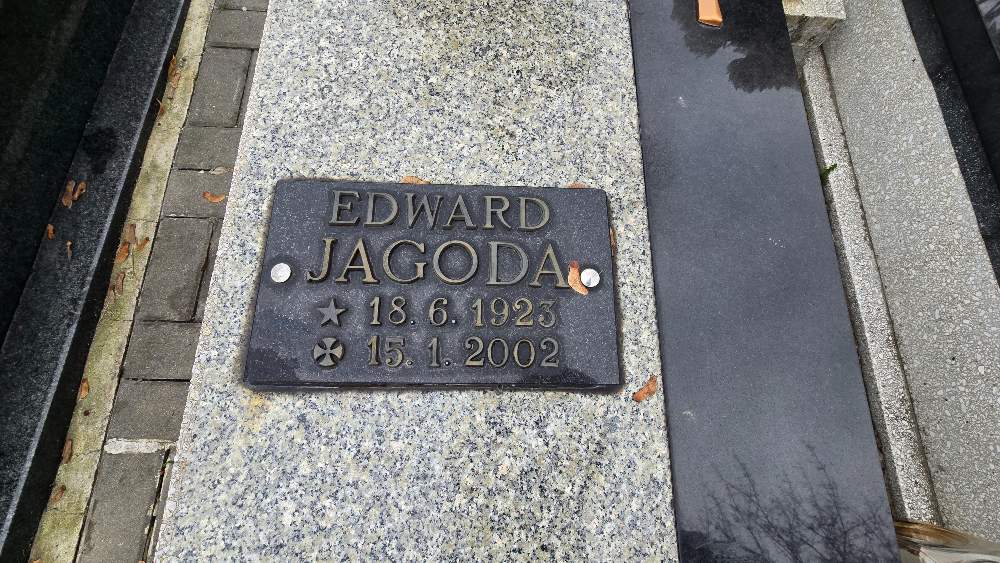 EDWARD
JAGODA
18. 6. 1923
15. 1. 2002